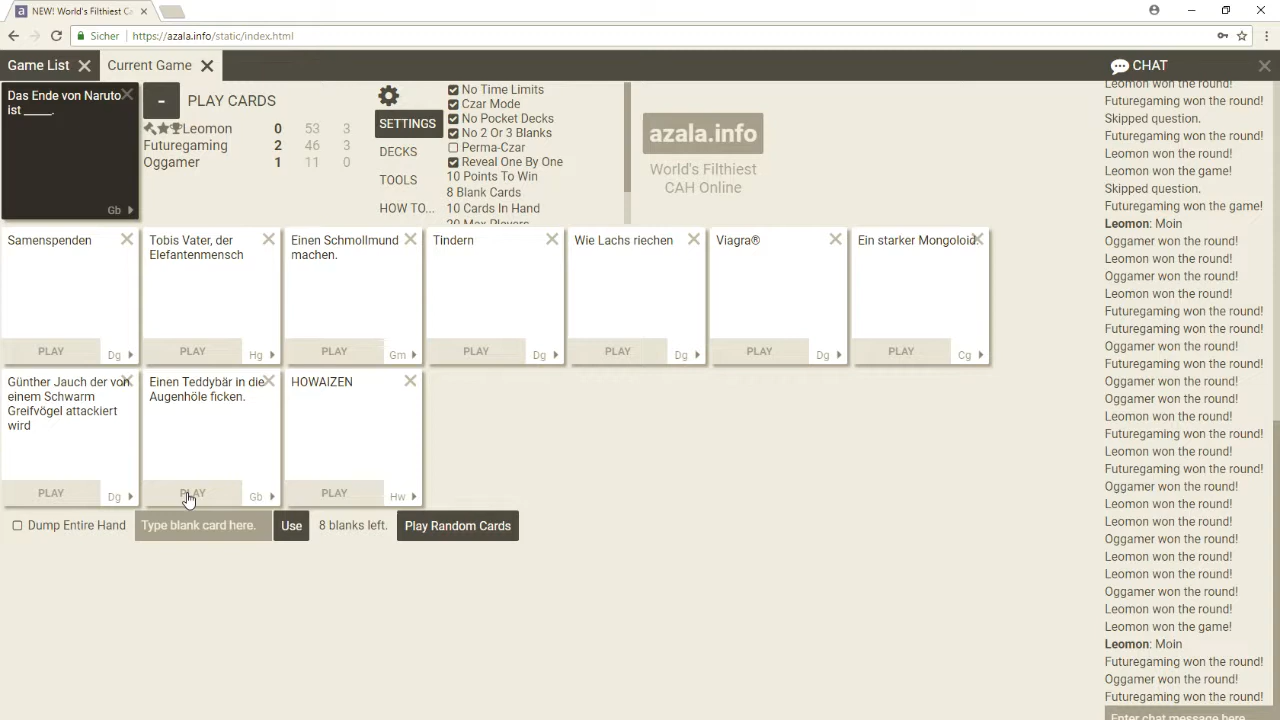 NEW! World's Filthiest C
Sicher
https://azala.info/static/index.html
Game List
Current Game
CHAT
Das Ende von Naruto
ist _____.
Gb
-
PLAY CARDS
Leomon 0 53 3
Futuregaming 2 46 3
Oggamer 1 11 0
SETTINGS
DECKS
TOOLS
HOW TO...
No Time Limits
Czar Mode
No Pocket Decks
No 2 Or 3 Blanks
Perma-Czar
Reveal One By One
10 Points To Win
8 Blank Cards
10 Cards In Hand
20 Max Players
azala.info
World's Filthiest
CAH Online
Samenspenden
PLAY
Dg
Tobis Vater, der
Elefantenmensch
PLAY
Hg
Einen Schmollmund
machen.
PLAY
Gm
Tindern
PLAY
Dg
Wie Lachs riechen
PLAY
Dg
Viagra®
PLAY
Dg
Ein starker Mongoloid
PLAY
Cg
Günther Jauch der von
einem Schwarm
Greifvögel attackiert
wird
PLAY
Dg
Einen Teddybär in die
Augenhöle ficken.
PLAY
Gb
HOWAIZEN
PLAY
Hw
Dump Entire Hand
Type blank card here.
Use
8 blanks left.
Play Random Cards
Leomon won the round!
Futuregaming won the round!
Skipped question.
Futuregaming won the round!
Leomon won the round!
Leomon won the game!
Skipped question.
Futuregaming won the game!
Leomon: Moin
Oggamer won the round!
Leomon won the round!
Oggamer won the round!
Leomon won the round!
Futuregaming won the round!
Futuregaming won the round!
Oggamer won the round!
Futuregaming won the round!
Oggamer won the round!
Oggamer won the round!
Leomon won the round!
Futuregaming won the round!
Leomon won the round!
Futuregaming won the round!
Oggamer won the round!
Leomon won the round!
Leomon won the round!
Oggamer won the round!
Leomon won the round!
Leomon won the round!
Oggamer won the round!
Leomon won the round!
Leomon won the game!
Leomon: Moin
Futuregaming won the round!
Oggamer won the round!
Futuregaming won the round!
Enter chat message here